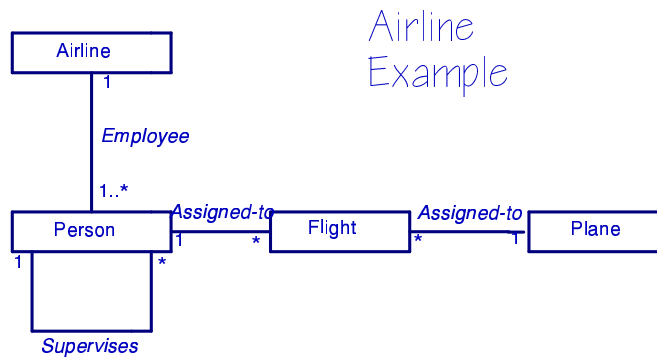 Airline
Example
Airline
1
Employee
1..*
Assigned-to
Assigned-to
Person
1
*
Flight
*
1
Plane
1
*
Supervises